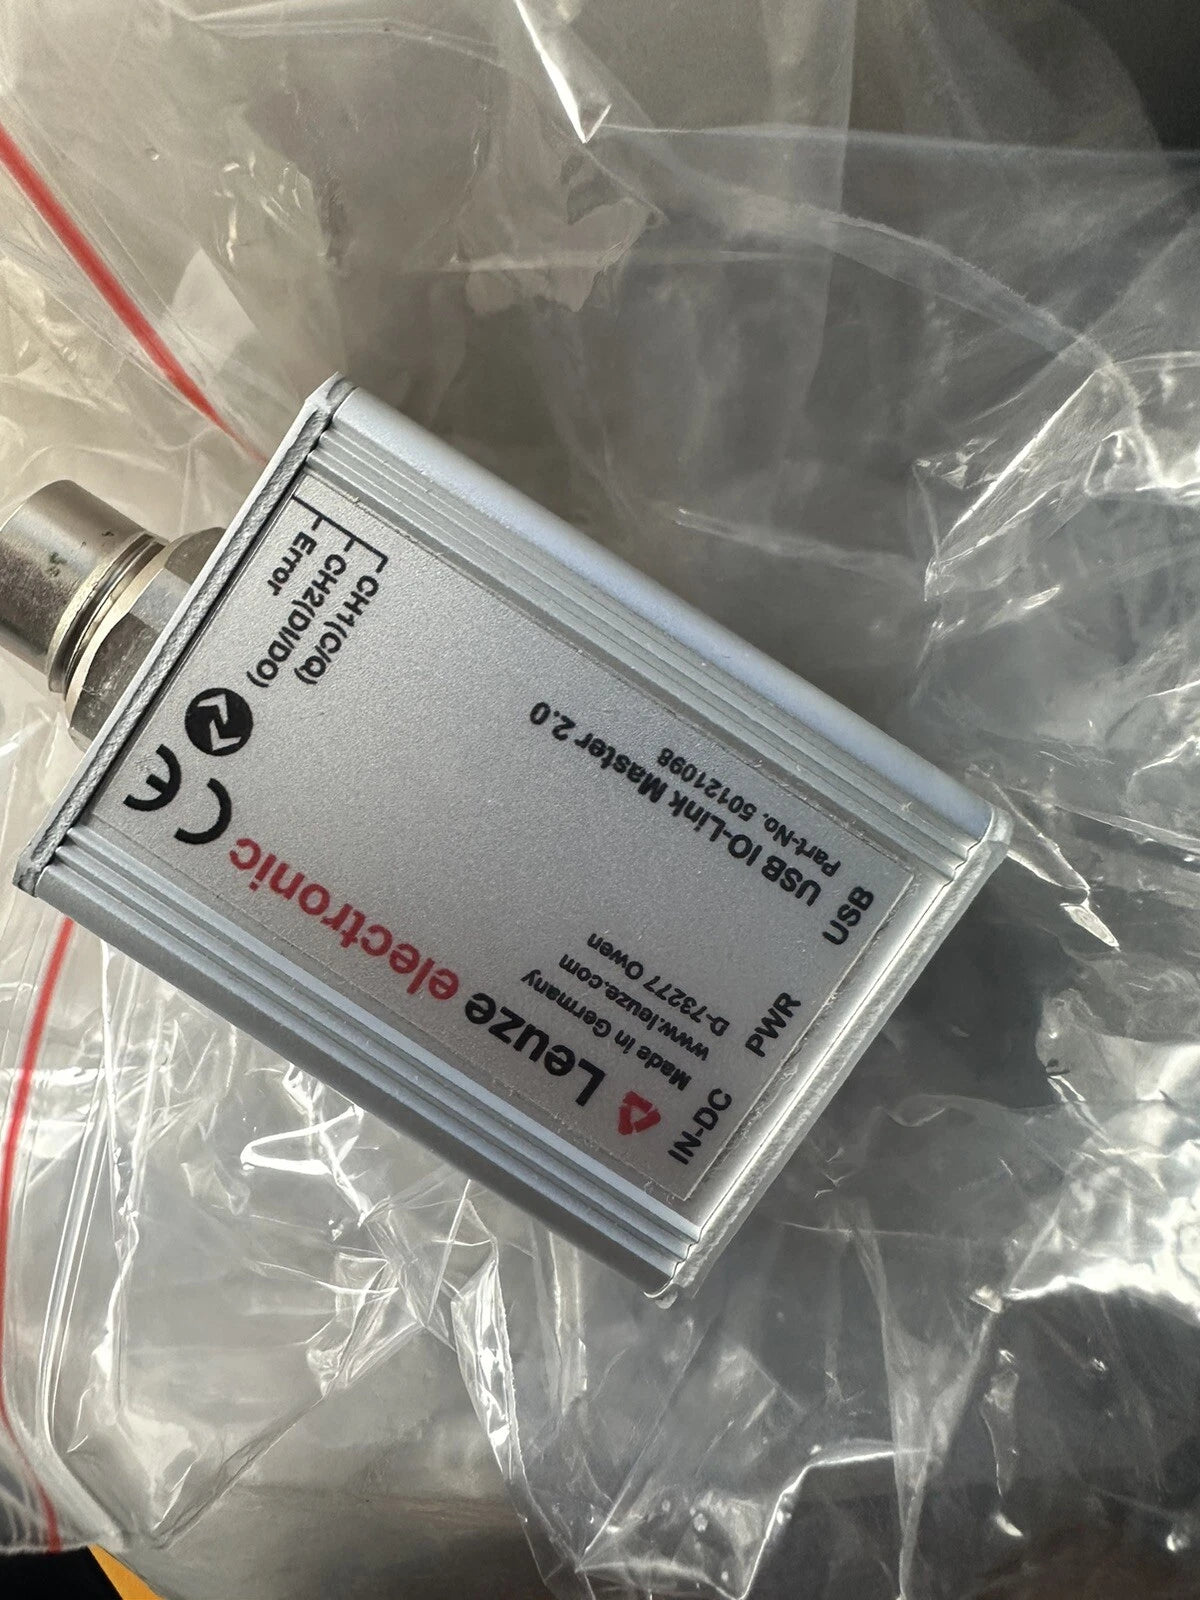 Leuze electronic
Made in Germany
www.leuze.com
D-73277 Owen
USB IO-Link Master 2.0
Part-No. 50121098
IN-DC
PWR
USB
CE
CH1(C/Q)
CH2(DI/DO)
Error